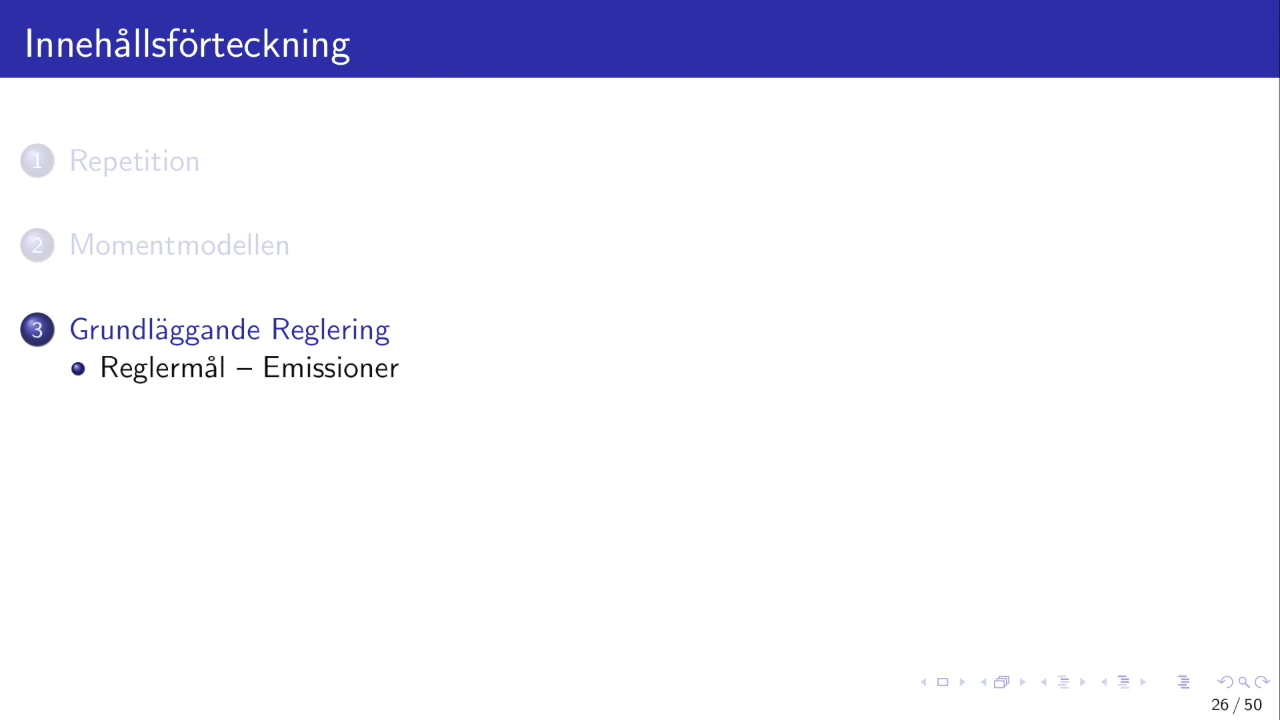 Innehållsförteckning
1 Repetition
2 Momentmodellen
3 Grundläggande Reglering
Reglermål – Emissioner
26 / 50